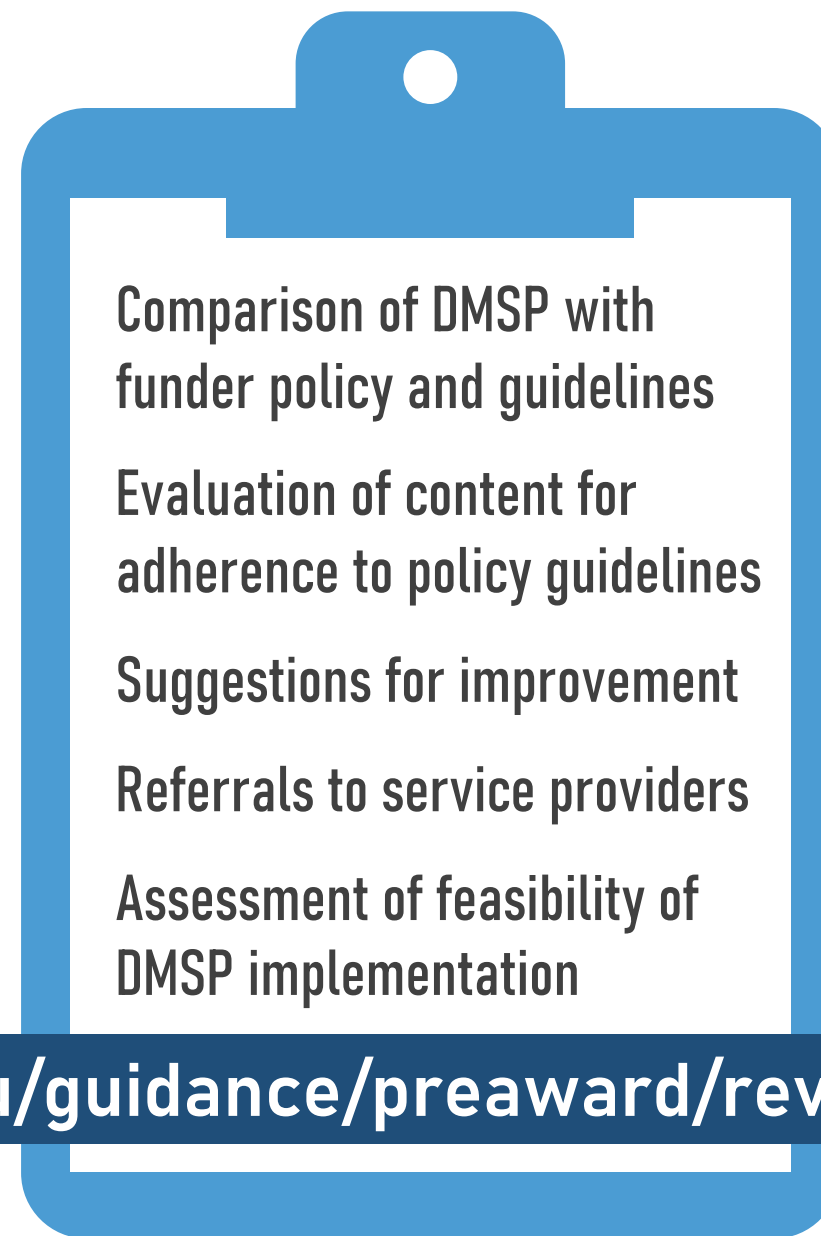 Comparison of DMSP with
funder policy and guidelines
Evaluation of content for
adherence to policy guidelines
Suggestions for improvement
Referrals to service providers
Assessment of feasibility of
DMSP implementation
/guidance/preaward/rev